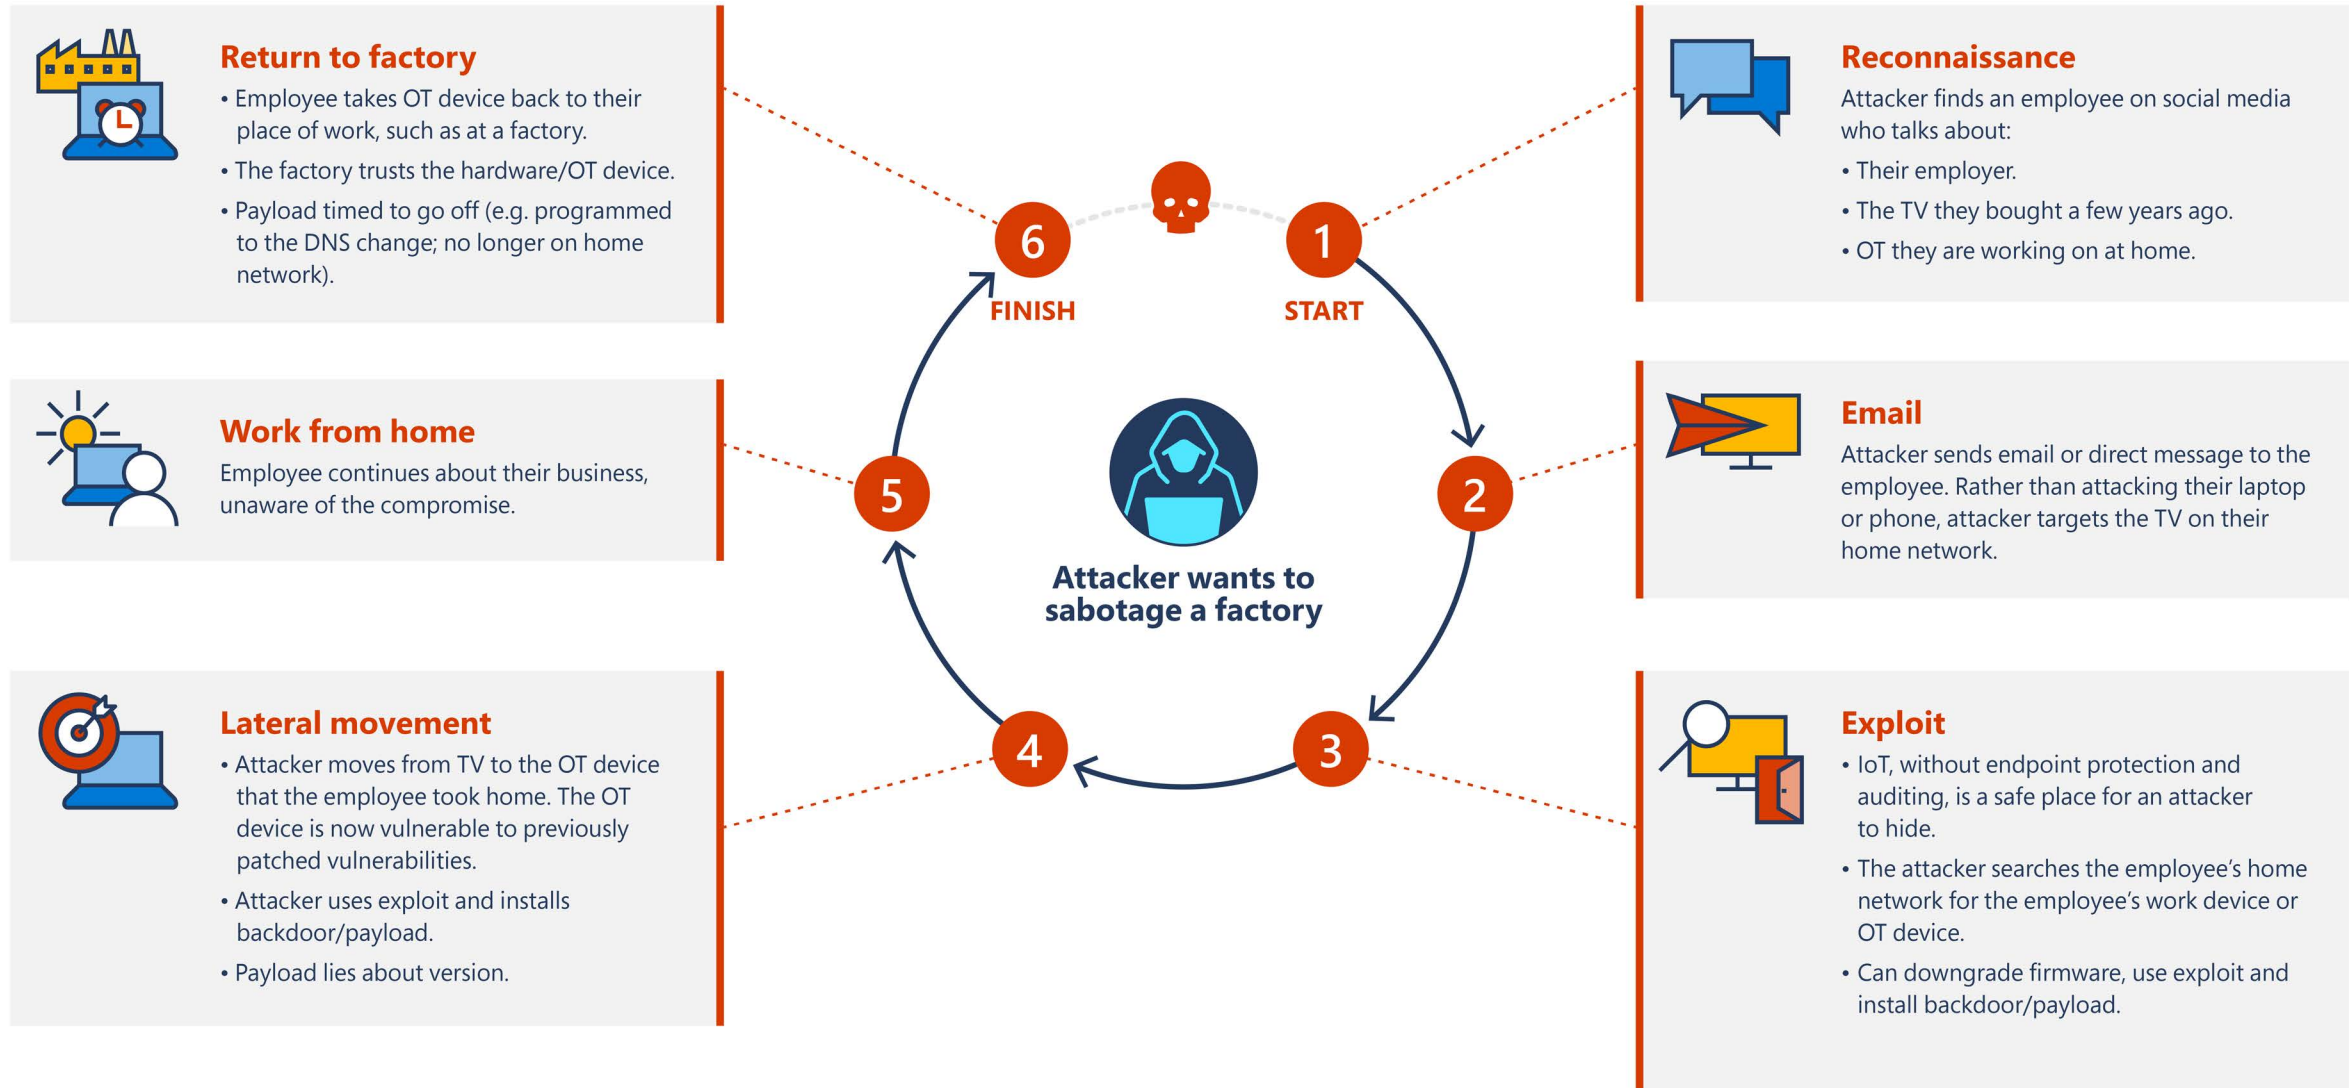 Return to factory
• Employee takes OT device back to their
place of work, such as at a factory.
• The factory trusts the hardware/OT device.
• Payload timed to go off (e.g. programmed
to the DNS change; no longer on home
network).
Work from home
Employee continues about their business,
unaware of the compromise.
Lateral movement
• Attacker moves from TV to the OT device
that the employee took home. The OT
device is now vulnerable to previously
patched vulnerabilities.
• Attacker uses exploit and installs
backdoor/payload.
• Payload lies about version.
6
FINISH
1
START
5
2
Attacker wants to
sabotage a factory
4
3
Reconnaissance
Attacker finds an employee on social media
who talks about:
• Their employer.
• The TV they bought a few years ago.
• OT they are working on at home.
Email
Attacker sends email or direct message to the
employee. Rather than attacking their laptop
or phone, attacker targets the TV on their
home network.
Exploit
• IoT, without endpoint protection and
auditing, is a safe place for an attacker
to hide.
• The attacker searches the employee’s home
network for the employee’s work device or
OT device.
• Can downgrade firmware, use exploit and
install backdoor/payload.